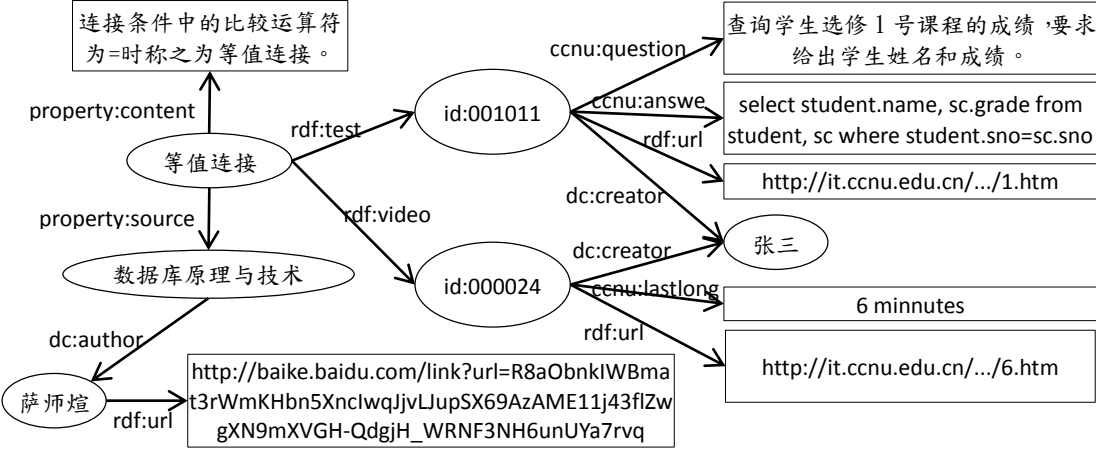 连接条件中的比较运算符
为=时称之为等值连接。
查询学生选修1号课程的成绩,要求
给出学生姓名和成绩。
ccnu:question
property:content
rdf:test
id:001011
ccnu:answe
select student.name, sc.grade from
student, sc where student.sno=sc.sno
rdf:url
等值连接
http://it.ccnu.edu.cn/.../1.htm
dc:creator
property:source
rdf:video
张三
dc:creator
数据库原理与技术
id:000024
ccnu:lastlong
6 minnutes
rdf:url
dc:author
http://it.ccnu.edu.cn/.../6.htm
萨师煊
rdf:url
http://baike.baidu.com/link?url=R8aObnkIWBma
t3rWmKHbn5XncIwqJjvLJupSX69AzAME11j43flZw
gXN9mXVGH-QdgjH_WRNF3NH6unUYa7rvq